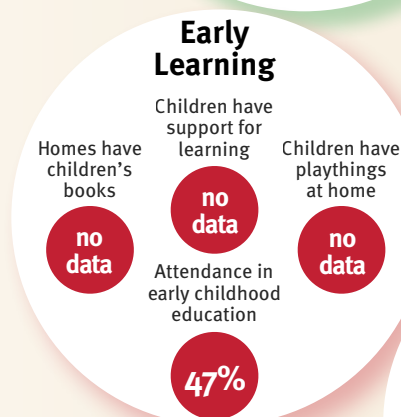 Early
Learning
Children have
support for
learning
no
data
Homes have
children's
books
no
data
Children have
playthings
at home
no
data
Attendance in
early childhood
education
47%